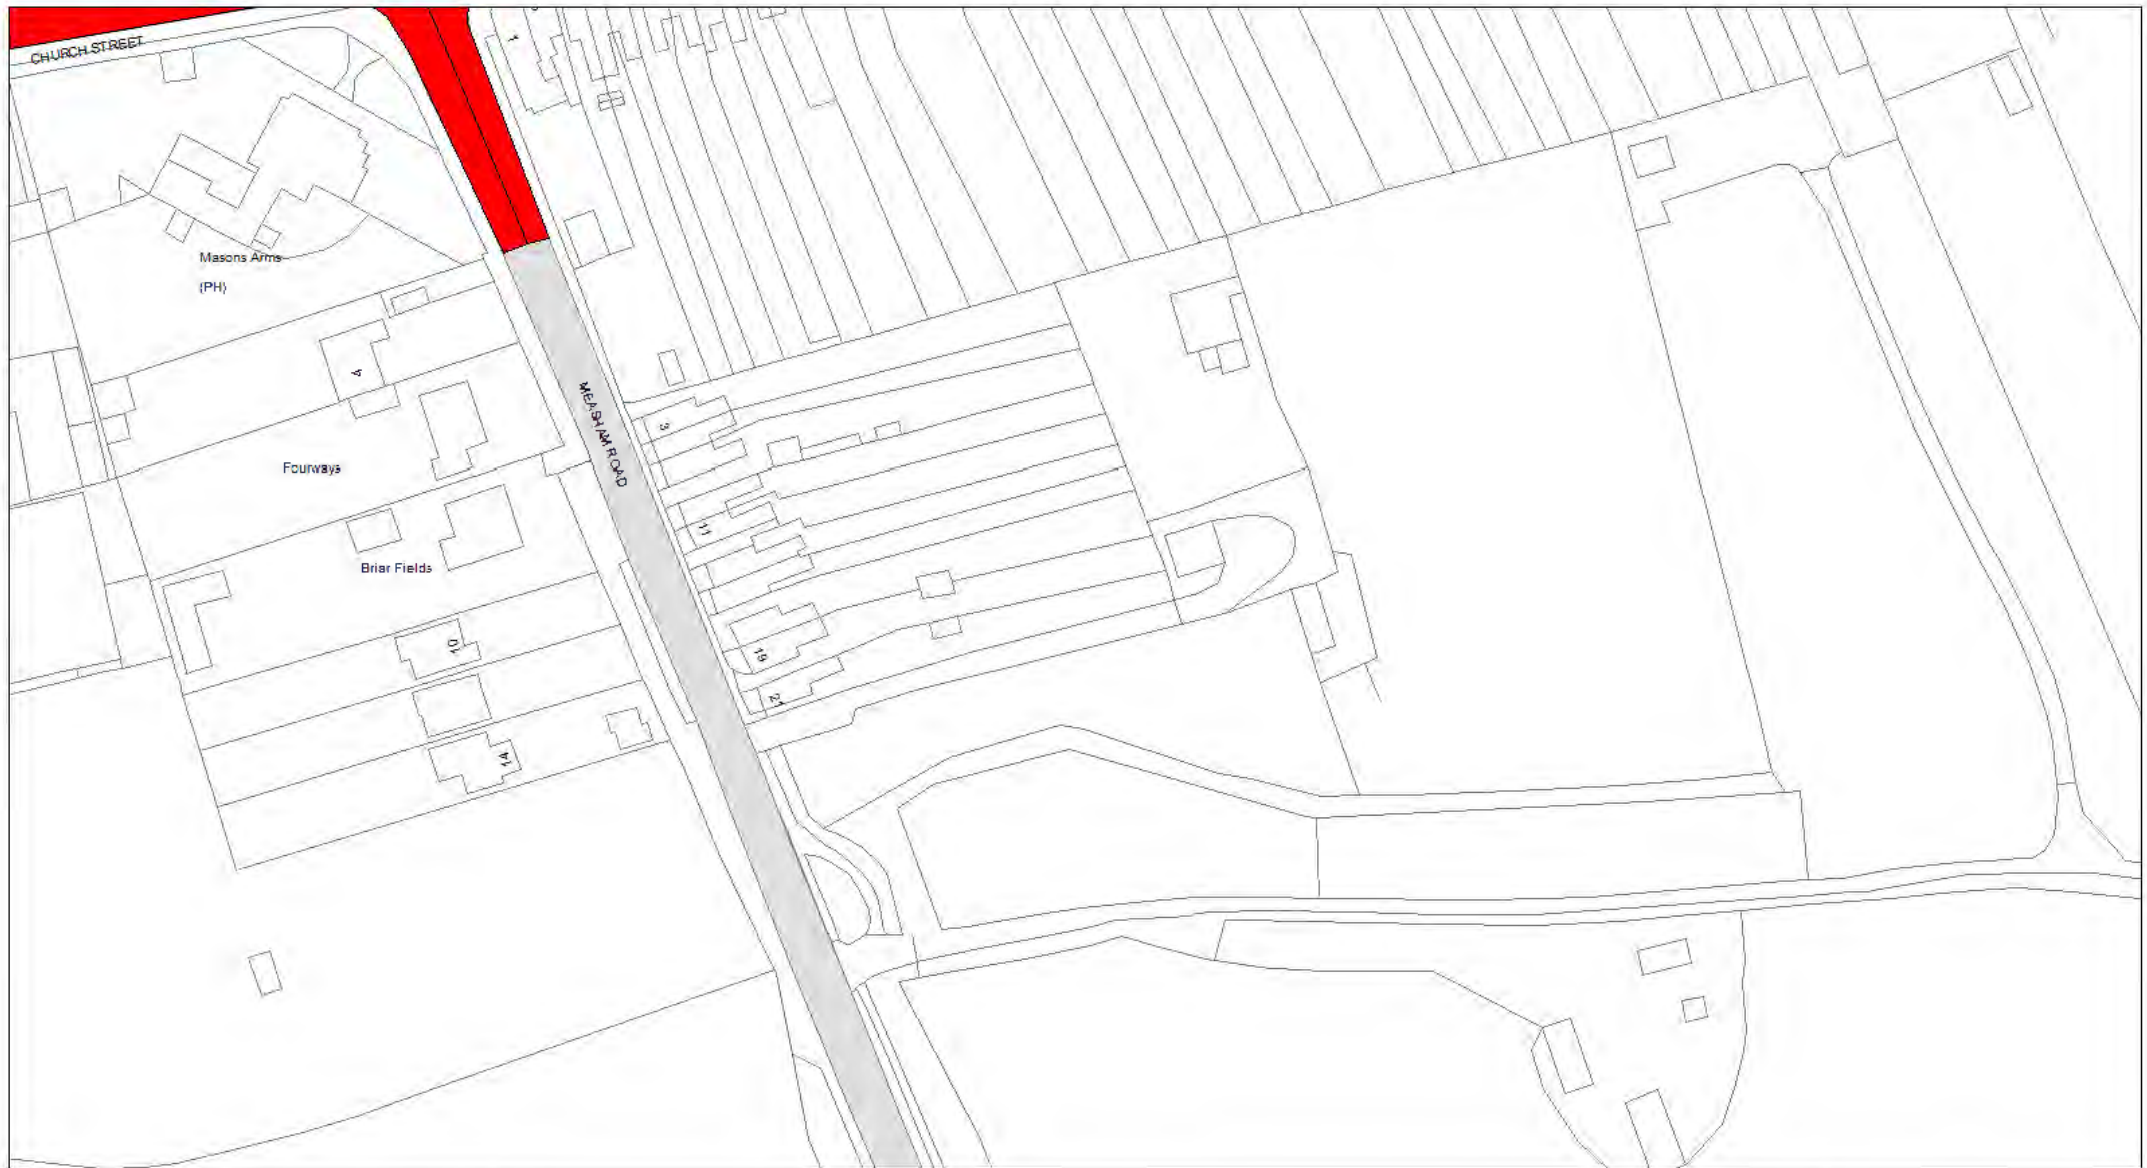 CHURCH STREET
1
Masons Arms
(PH)
4
MEASHAM ROAD
3
Fourways
11
Briar Fields
10
19
21
14